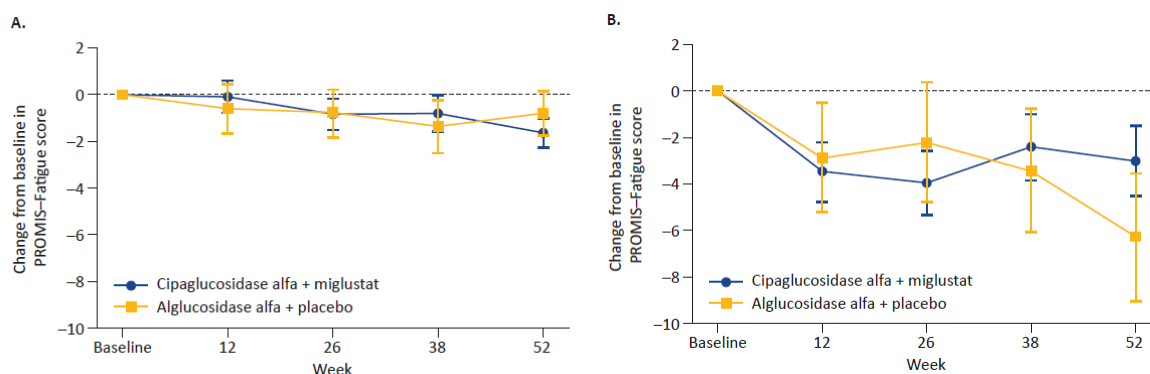 A.
Change from baseline in
PROMIS–Fatigue score
2
0
−2
−4
−6
−8
−10
Cipaglucosidase alfa + miglustat
Alglucosidase alfa + placebo
Baseline 12 26 38 52
Week
B.
Change from baseline in
PROMIS–Fatigue score
2
0
−2
−4
−6
−8
−10
Cipaglucosidase alfa + miglustat
Alglucosidase alfa + placebo
Baseline 12 26 38 52
Week